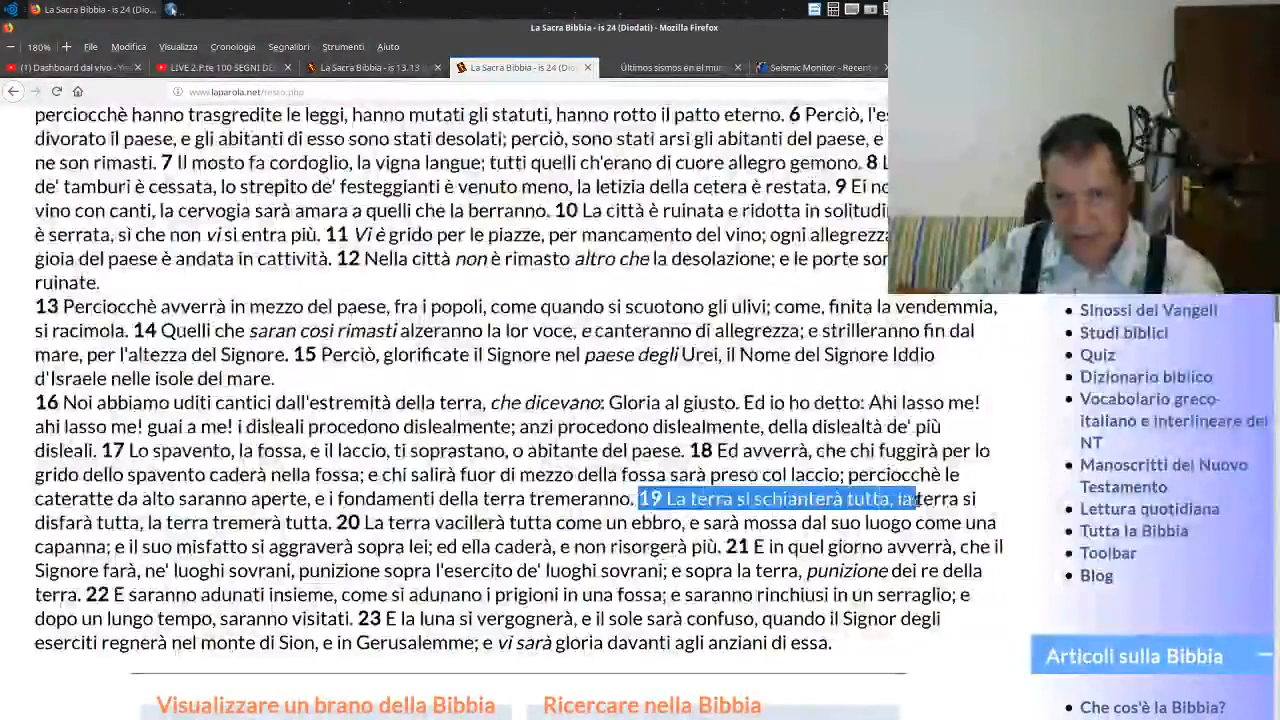 La Sacra Bibbia - is 24 (Dio...
La Sacra Bibbia - is 24 (Diodati) - Mozilla Firefox
180% File Modifica Visualizza Cronologia Segnalibri Strumenti Aiuto
(1) Dashboard dal vivo - You
LIVE 2.P.te 100 SEGNI DE
La Sacra Bibbia - is 13.13
La Sacra Bibbia - is 24 (Diod
Últimos sismos en el mun
Seismic Monitor - Recent e
www.laparola.net/testo.php
perciocchè hanno trasgredite le leggi, hanno mutati gli statuti, hanno rotto il patto eterno. 6 Perciò, l'es
divorato il paese, e gli abitanti di esso sono stati desolati; perciò, sono stati arsi gli abitanti del paese, e
ne son rimasti. 7 Il mosto fa cordoglio, la vigna langue; tutti quelli ch'erano di cuore allegro gemono. 8 L
de' tamburi è cessata, lo strepito de' festeggianti è venuto meno, la letizia della cetera è restata. 9 Ei no
vino con canti, la cervogia sarà amara a quelli che la berranno. 10 La città è ruinata e ridotta in solitudi
è serrata, sì che non vi si entra più. 11 Vi è grido per le piazze, per mancamento del vino; ogni allegrezza
gioia del paese è andata in cattività. 12 Nella città non è rimasto altro che la desolazione; e le porte son
ruinate.
13 Perciocchè avverrà in mezzo del paese, fra i popoli, come quando si scuotono gli ulivi; come, finita la vendemmia,
si racimola. 14 Quelli che saran così rimasti alzeranno la lor voce, e canteranno di allegrezza; e strilleranno fin dal
mare, per l'altezza del Signore. 15 Perciò, glorificate il Signore nel paese degli Urei, il Nome del Signore Iddio
d'Israele nelle isole del mare.
16 Noi abbiamo uditi cantici dall'estremità della terra, che dicevano: Gloria al giusto. Ed io ho detto: Ahi lasso me!
ahi lasso me! guai a me! i disleali procedono dislealmente; anzi procedono dislealmente, della dislealtà de' più
disleali. 17 Lo spavento, la fossa, e il laccio, ti soprastano, o abitante del paese. 18 Ed avverrà, che chi fuggirà per lo
grido dello spavento caderà nella fossa; e chi salirà fuor di mezzo della fossa sarà preso col laccio; perciocchè le
cateratte da alto saranno aperte, e i fondamenti della terra tremeranno. 19 La terra si schianterà tutta, la terra si
disfarà tutta, la terra tremerà tutta. 20 La terra vacillerà tutta come un ebbro, e sarà mossa dal suo luogo come una
capanna; e il suo misfatto si aggraverà sopra lei; ed ella caderà, e non risorgerà più. 21 E in quel giorno avverrà, che il
Signore farà, ne' luoghi sovrani, punizione sopra l'esercito de' luoghi sovrani; e sopra la terra, punizione dei re della
terra. 22 E saranno adunati insieme, come si adunano i prigioni in una fossa; e saranno rinchiusi in un serraglio; e
dopo un lungo tempo, saranno visitati. 23 E la luna si vergognerà, e il sole sarà confuso, quando il Signor degli
eserciti regnerà nel monte di Sion, e in Gerusalemme; e vi sarà gloria davanti agli anziani di essa.
Visualizzare un brano della Bibbia
Ricercare nella Bibbia
Sinossi dei Vangeli
Studi biblici
Quiz
Dizionario biblico
Vocabolario greco-
italiano e interlineare del
NT
Manoscritti del Nuovo
Testamento
Lettura quotidiana
Tutta la Bibbia
Toolbar
Blog
Articoli sulla Bibbia
Che cos'è la Bibbia?